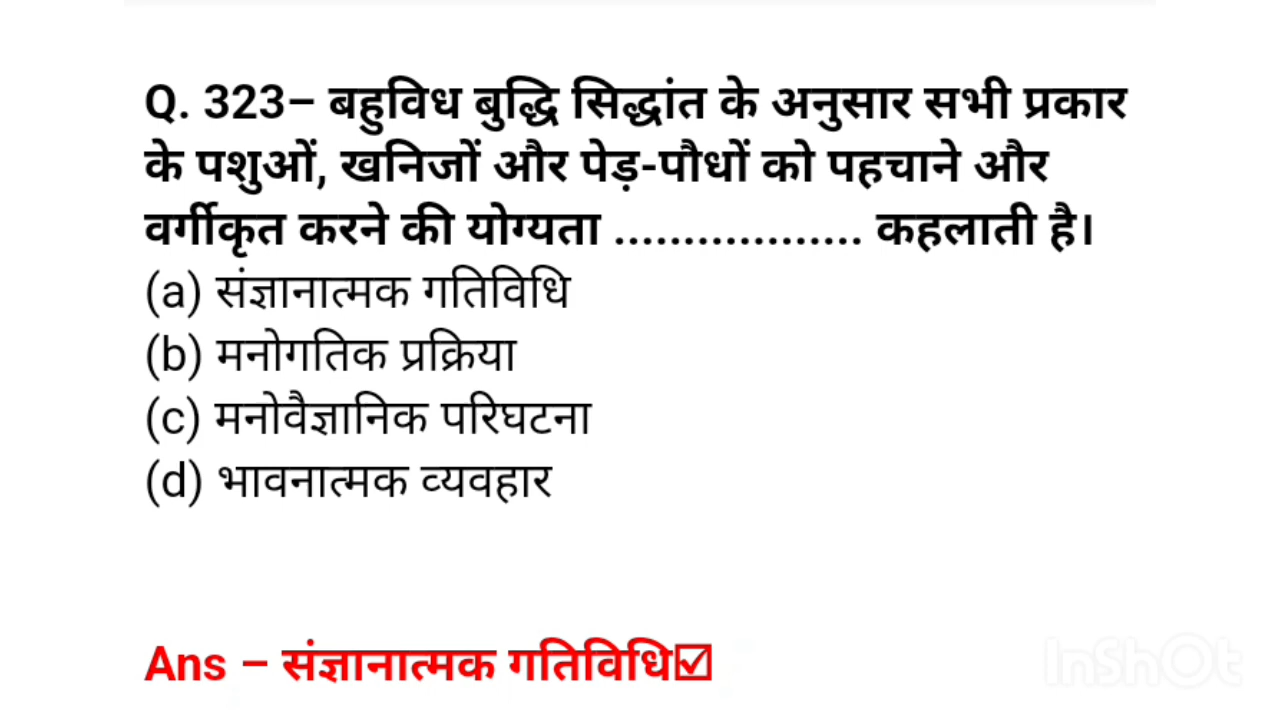 Q. 323– बहुविध बुद्धि सिद्धांत के अनुसार सभी प्रकार
के पशुओं, खनिजों और पेड़-पौधों को पहचाने और
वर्गीकृत करने की योग्यता .................. कहलाती है।
(a) संज्ञानात्मक गतिविधि
(b) मनोगतिक प्रक्रिया
(c) मनोवैज्ञानिक परिघटना
(d) भावनात्मक व्यवहार
Ans – संज्ञानात्मक गतिविधि☑
InShOt